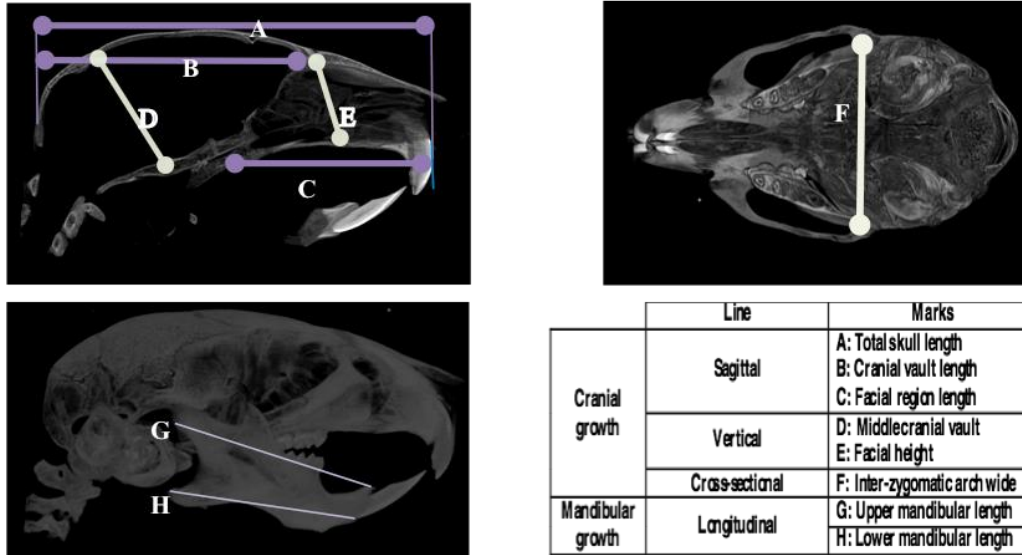 A
B
D
E
C
F
G
H
Line Marks
Cranial growth
Sagittal
A: Total skull length
B: Cranial vault length
C: Facial region length
Vertical
D: Middlecranial vault
E: Facial height
Cross-sectional
F: Inter-zygomatic arch wide
Mandibular growth
Longitudinal
G: Upper mandibular length
H: Lower mandibular length